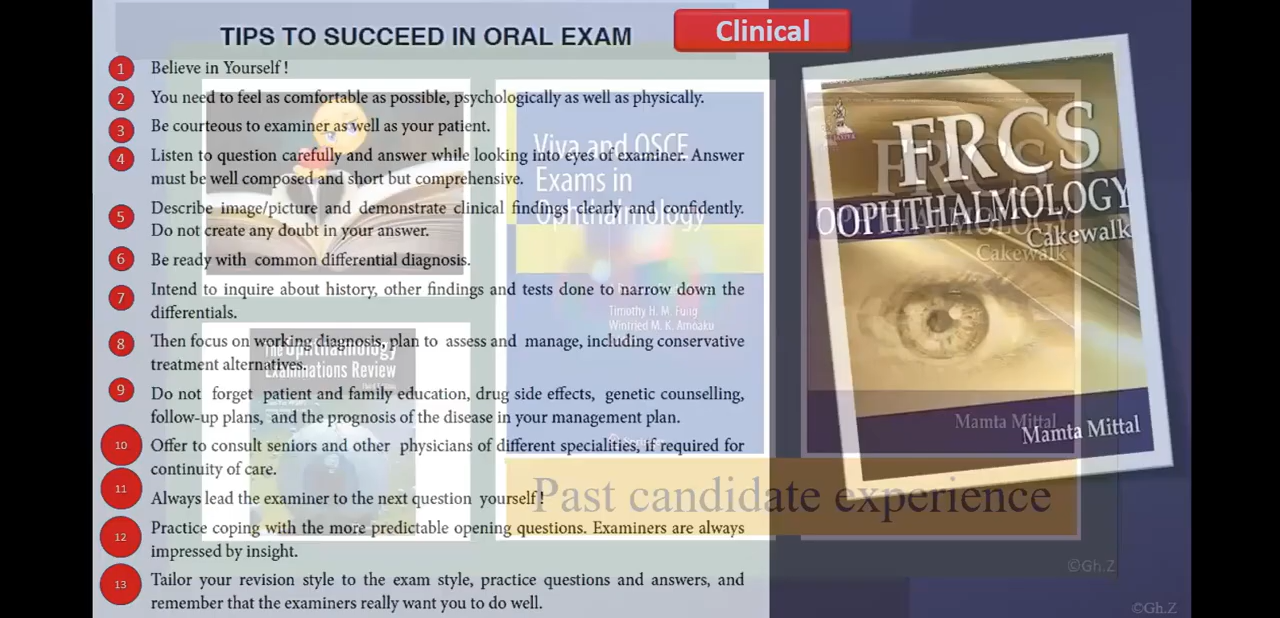 TIPS TO SUCCEED IN ORAL EXAM
Clinical
1 Believe in Yourself !
2 You need to feel as comfortable as possible, psychologically as well as physically.
3 Be courteous to examiner as well as your patient.
4 Listen to question carefully and answer while looking into eyes of examiner. Answer
must be well composed and short but comprehensive.
5 Describe image/picture and demonstrate clinical findings clearly and confidently.
Do not create any doubt in your answer.
6 Be ready with common differential diagnosis.
7 Intend to inquire about history, other findings and tests done to narrow down the
differentials.
8 Then focus on working diagnosis, plan to assess and manage, including conservative
treatment alternatives.
9 Do not forget patient and family education, drug side effects, genetic counselling,
follow-up plans, and the prognosis of the disease in your management plan.
10 Offer to consult seniors and other physicians of different specialities, if required for
continuity of care.
11 Always lead the examiner to the next question yourself !
12 Practice coping with the more predictable opening questions. Examiners are always
impressed by insight.
13 Tailor your revision style to the exam style, practice questions and answers, and
remember that the examiners really want you to do well.
Viva and OSCE
Exams in
Ophthalmology
Timothy H. M. Fung
Winfried M. K. Amoaku
The Ophthalmology
Examinations Review
FRCS
OPHTHALMOLOGY
Cakewalk
Mamta Mittal
FRCS
OOPHTHALMOLOGY
Cakewalk
Mamta Mittal
Past candidate experience
©Gh.Z
©Gh.Z